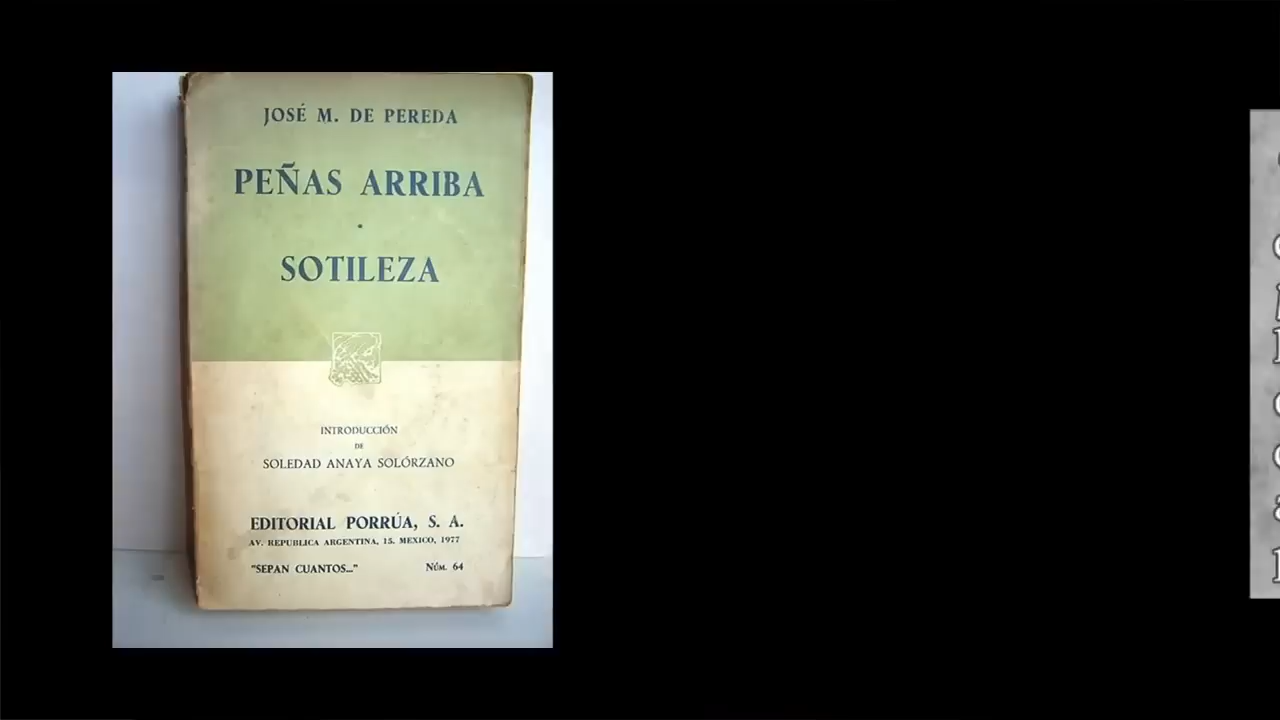 JOSÉ M. DE PEREDA
PEÑAS ARRIBA
•
SOTILEZA
INTRODUCCIÓN
DE
SOLEDAD ANAYA SOLÓRZANO
EDITORIAL PORRÚA, S. A.
AV. REPUBLICA ARGENTINA, 15. MEXICO, 1977
"SEPAN CUANTOS..." NÚM. 64